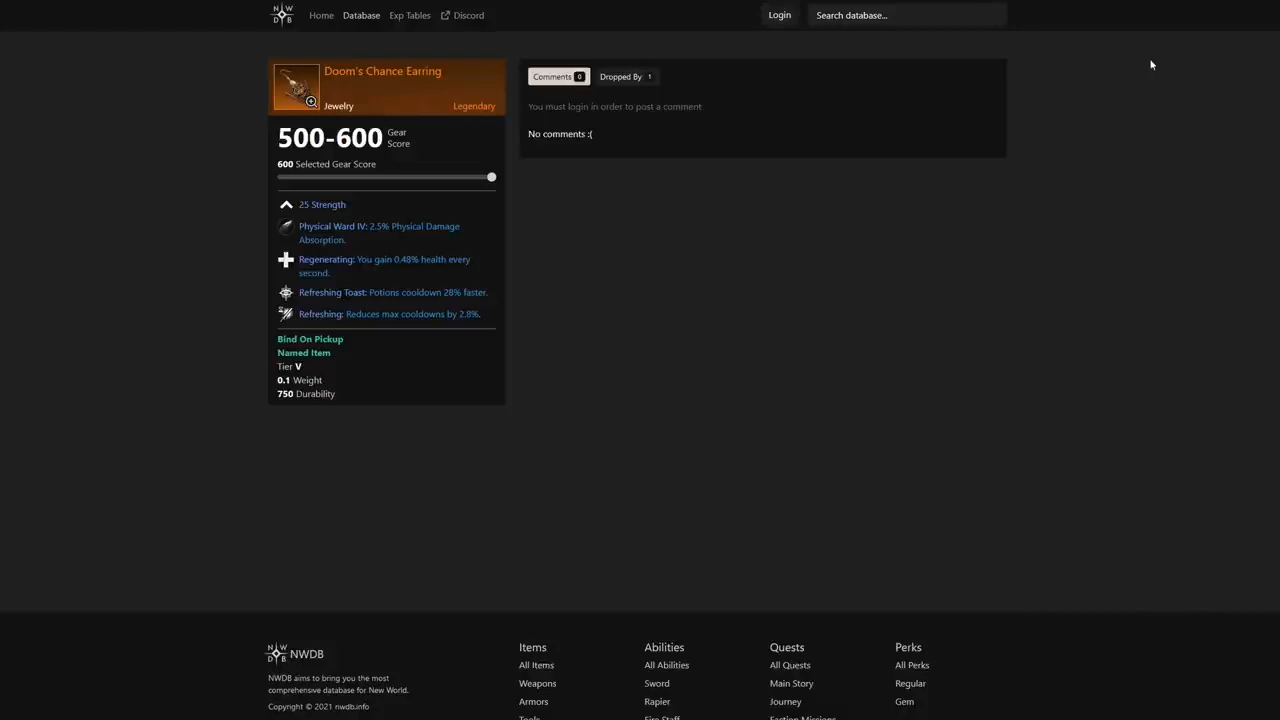 N W D B
Home Database Exp Tables Discord Login Search database...
Doom's Chance Earring
Jewelry Legendary
500-600 Gear Score
600 Selected Gear Score
25 Strength
Physical Ward IV: 2.5% Physical Damage
Absorption.
Regenerating: You gain 0.48% health every
second.
Refreshing Toast: Potions cooldown 28% faster.
Refreshing: Reduces max cooldowns by 2.8%.
Bind On Pickup
Named Item
Tier V
0.1 Weight
750 Durability
Comments 0 Dropped By 1
You must login in order to post a comment
No comments :(
N W D B NWDB
NWDB aims to bring you the most
comprehensive database for New World.
Copyright © 2021 nwdb.info
Items
All Items
Weapons
Armors
Tools
Abilities
All Abilities
Sword
Rapier
Fire Staff
Quests
All Quests
Main Story
Journey
Faction Missions
Perks
All Perks
Regular
Gem